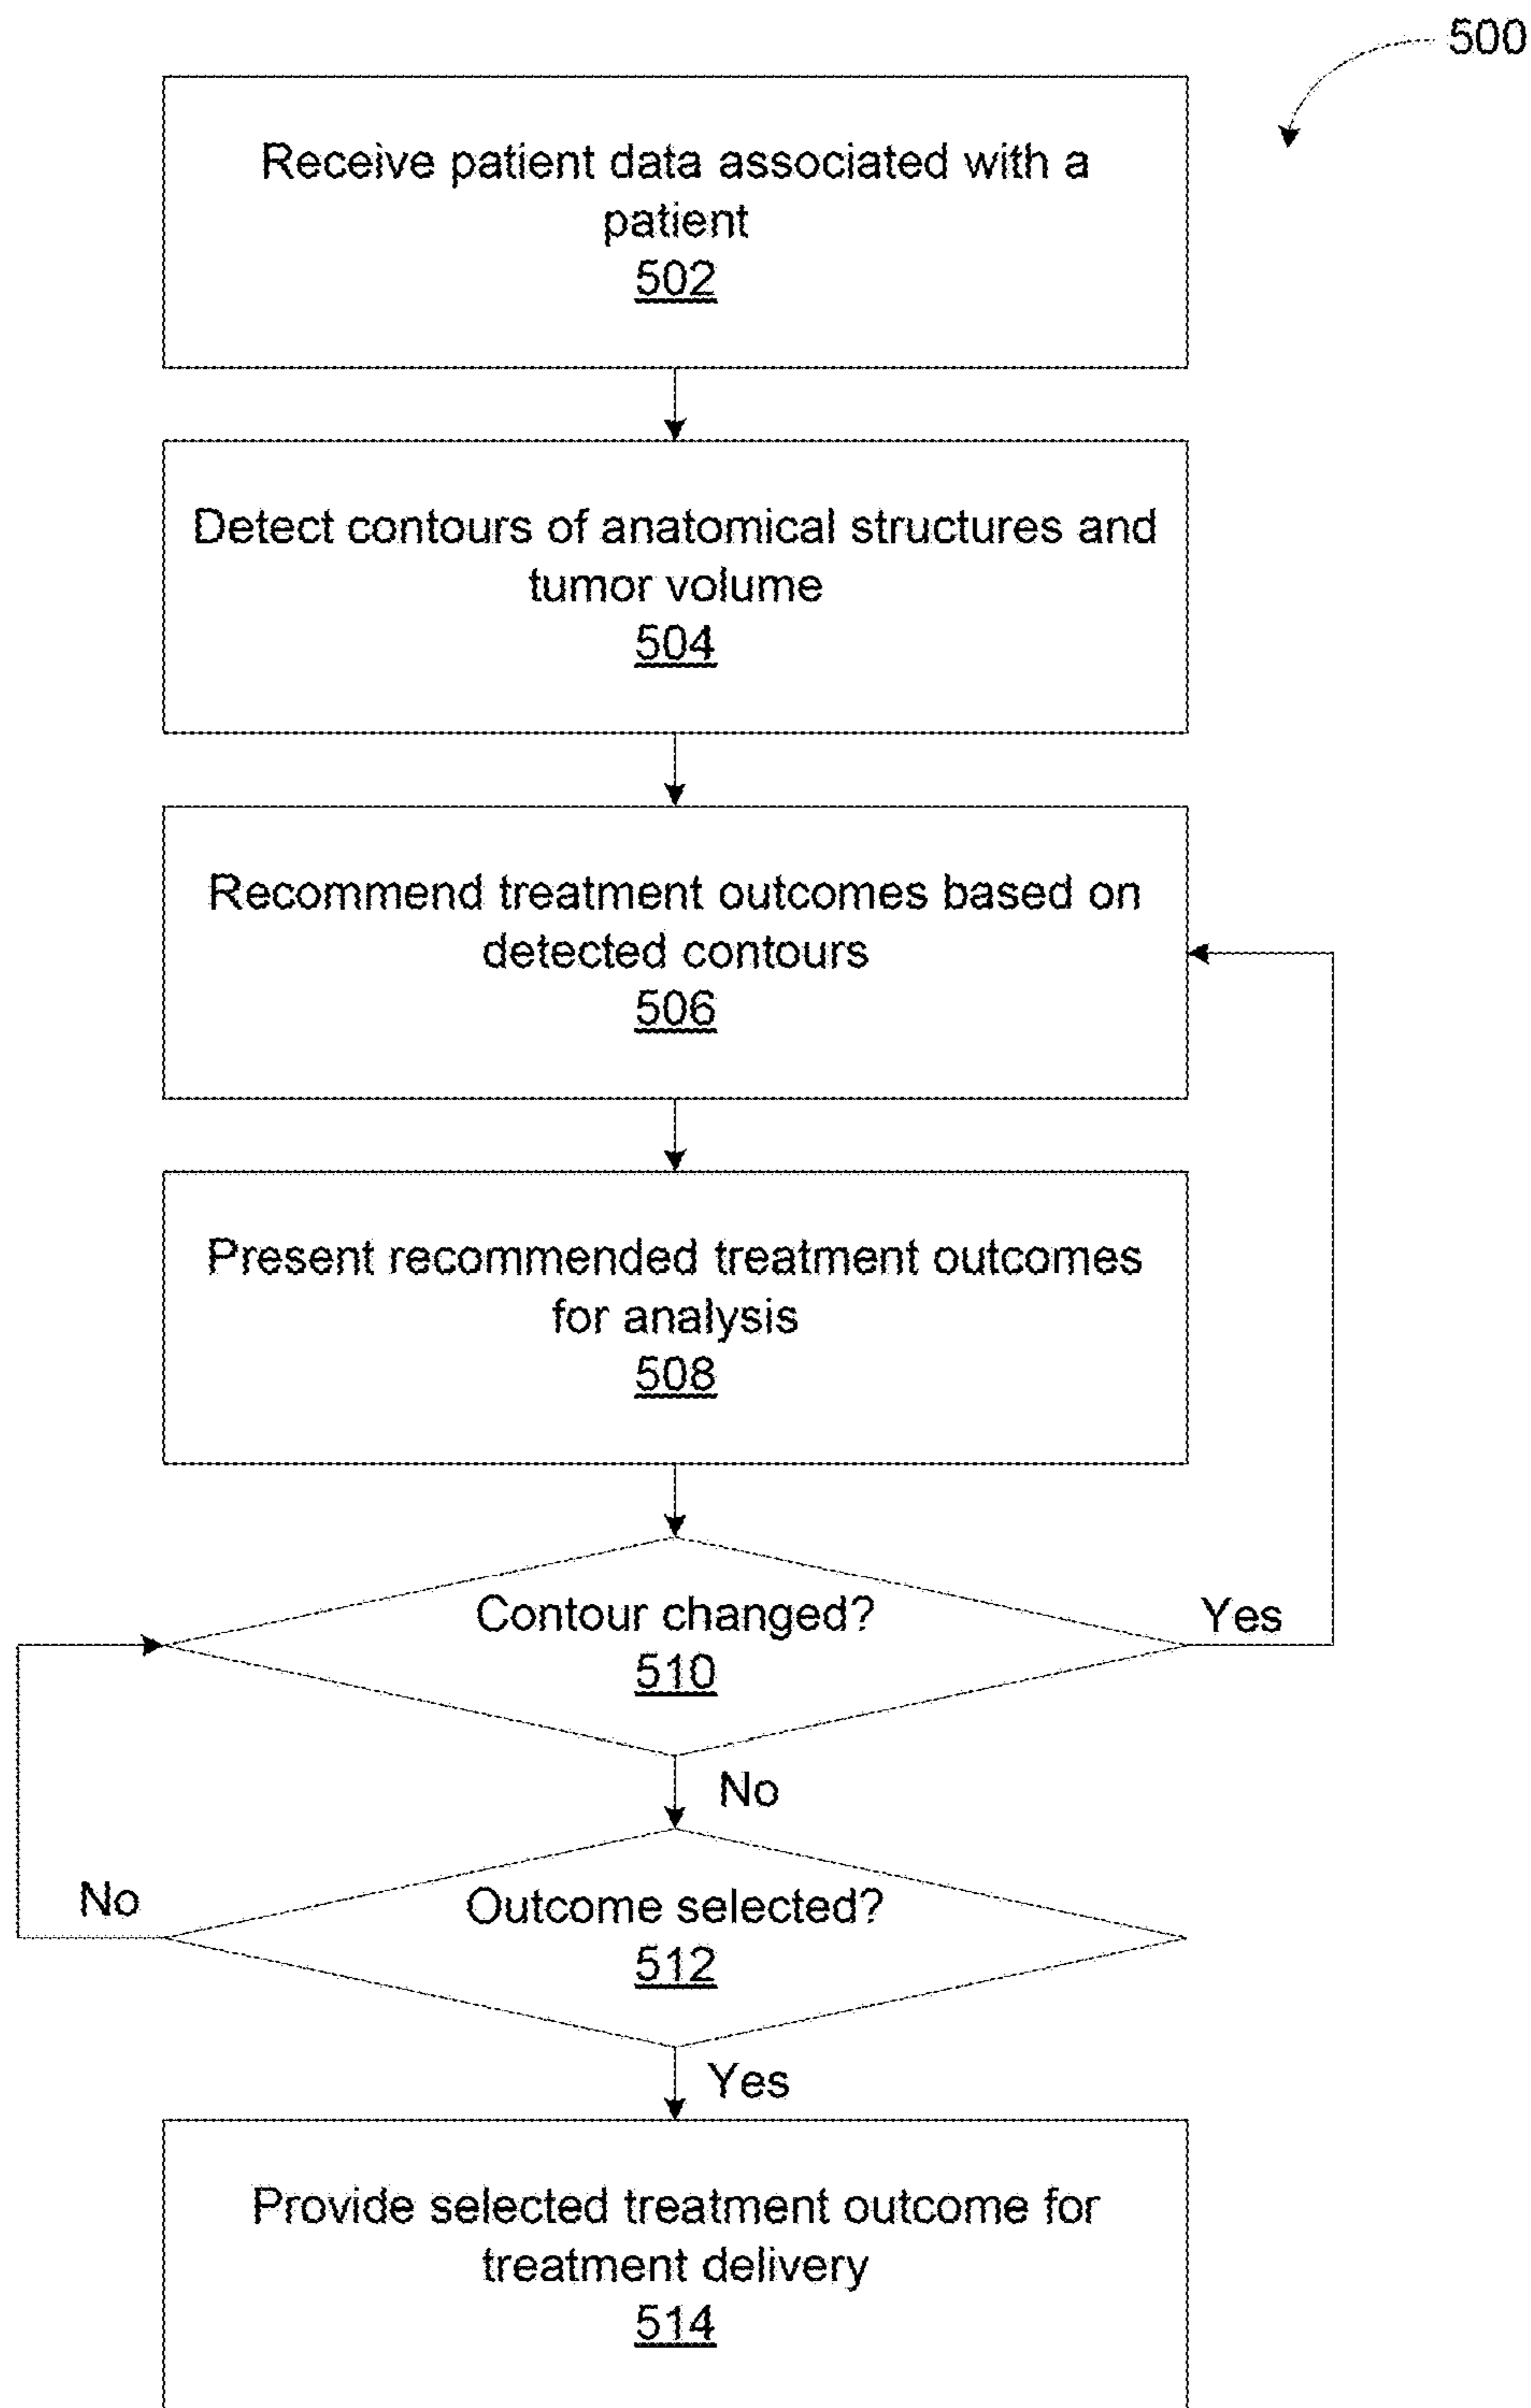 500
Receive patient data associated with a
patient
502
Detect contours of anatomical structures and
tumor volume
504
Recommend treatment outcomes based on
detected contours
506
Present recommended treatment outcomes
for analysis
508
Contour changed?
510
Yes
No
Outcome selected?
512
No
Yes
Provide selected treatment outcome for
treatment delivery
514